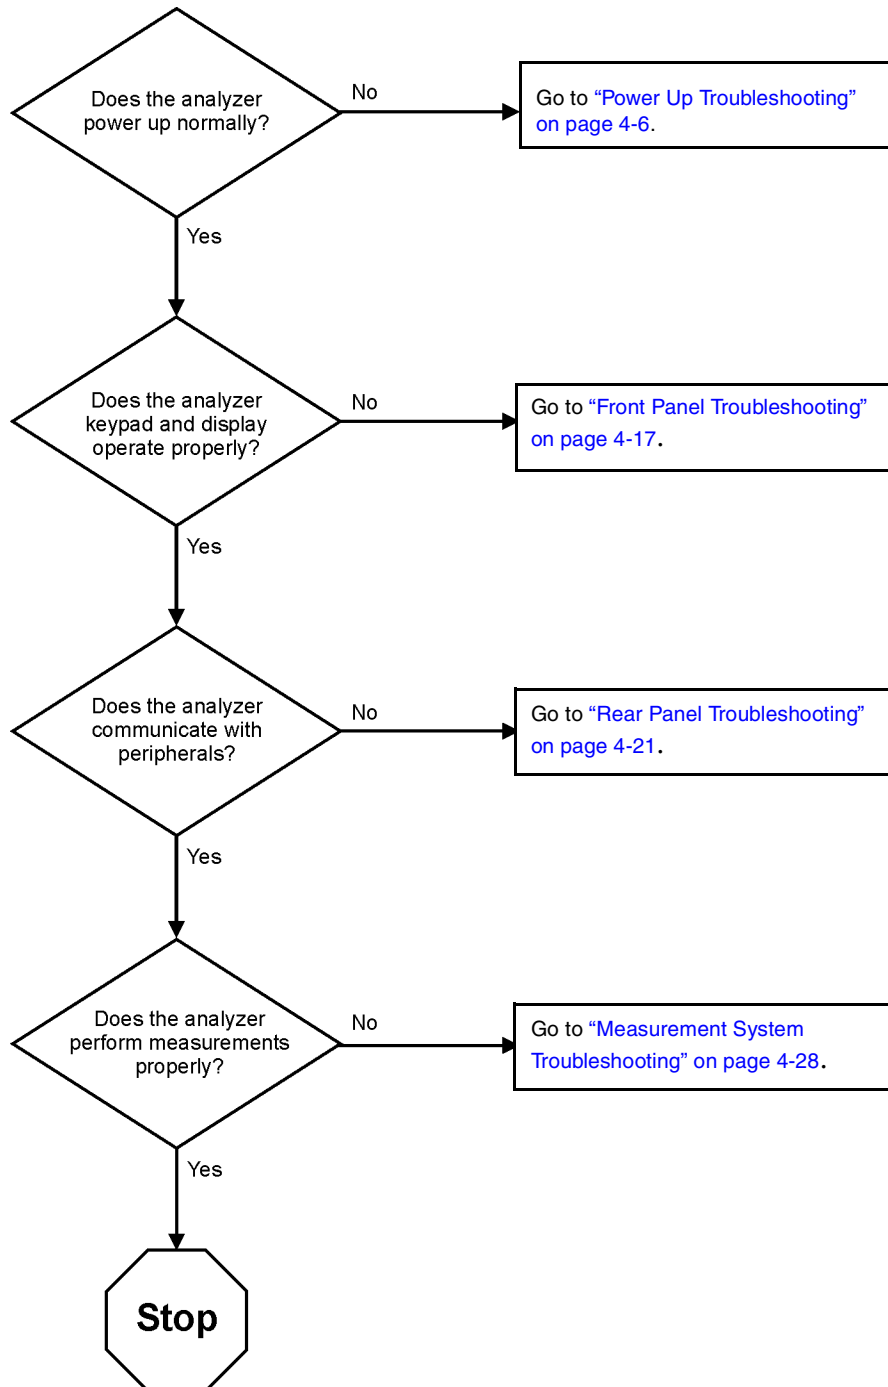 Does the analyzer
power up normally?
No
Go to “Power Up Troubleshooting”
on page 4-6.
Yes
Does the analyzer
keypad and display
operate properly?
No
Go to “Front Panel Troubleshooting”
on page 4-17.
Yes
Does the analyzer
communicate with
peripherals?
No
Go to “Rear Panel Troubleshooting”
on page 4-21.
Yes
Does the analyzer
perform measurements
properly?
No
Go to “Measurement System
Troubleshooting” on page 4-28.
Yes
Stop